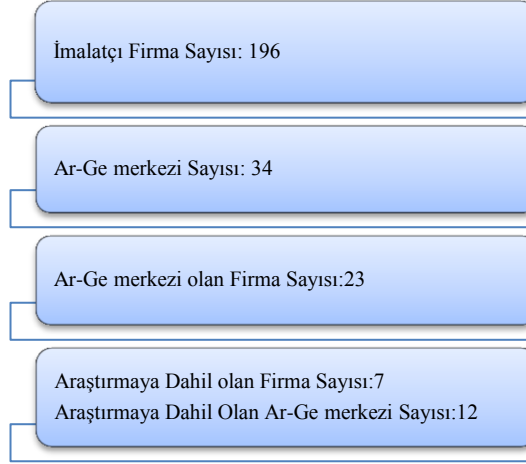 İmalatçı Firma Sayısı: 196
Ar-Ge merkezi Sayısı: 34
Ar-Ge merkezi olan Firma Sayısı:23
Araştırmaya Dahil olan Firma Sayısı:7
Araştırmaya Dahil Olan Ar-Ge merkezi Sayısı:12